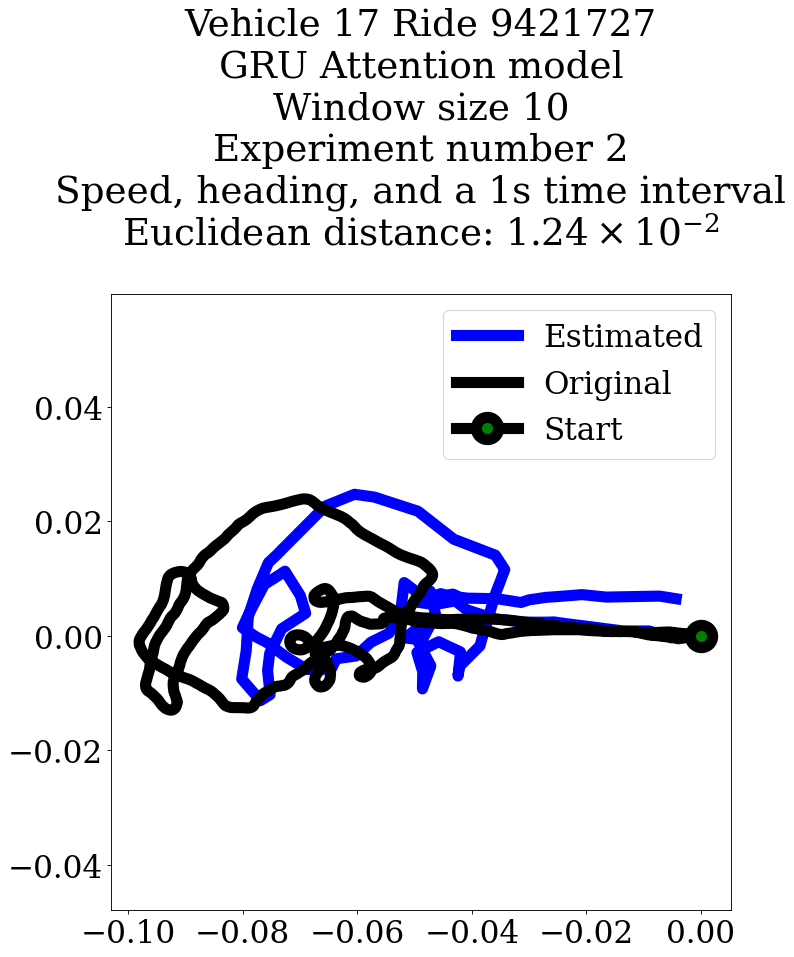 Vehicle 17 Ride 9421727
GRU Attention model
Window size 10
Experiment number 2
Speed, heading, and a 1s time interval
Euclidean distance: 1.24 × 10⁻²
Estimated
Original
Start
0.04
0.02
0.00
−0.02
−0.04
−0.10 −0.08 −0.06 −0.04 −0.02 0.00